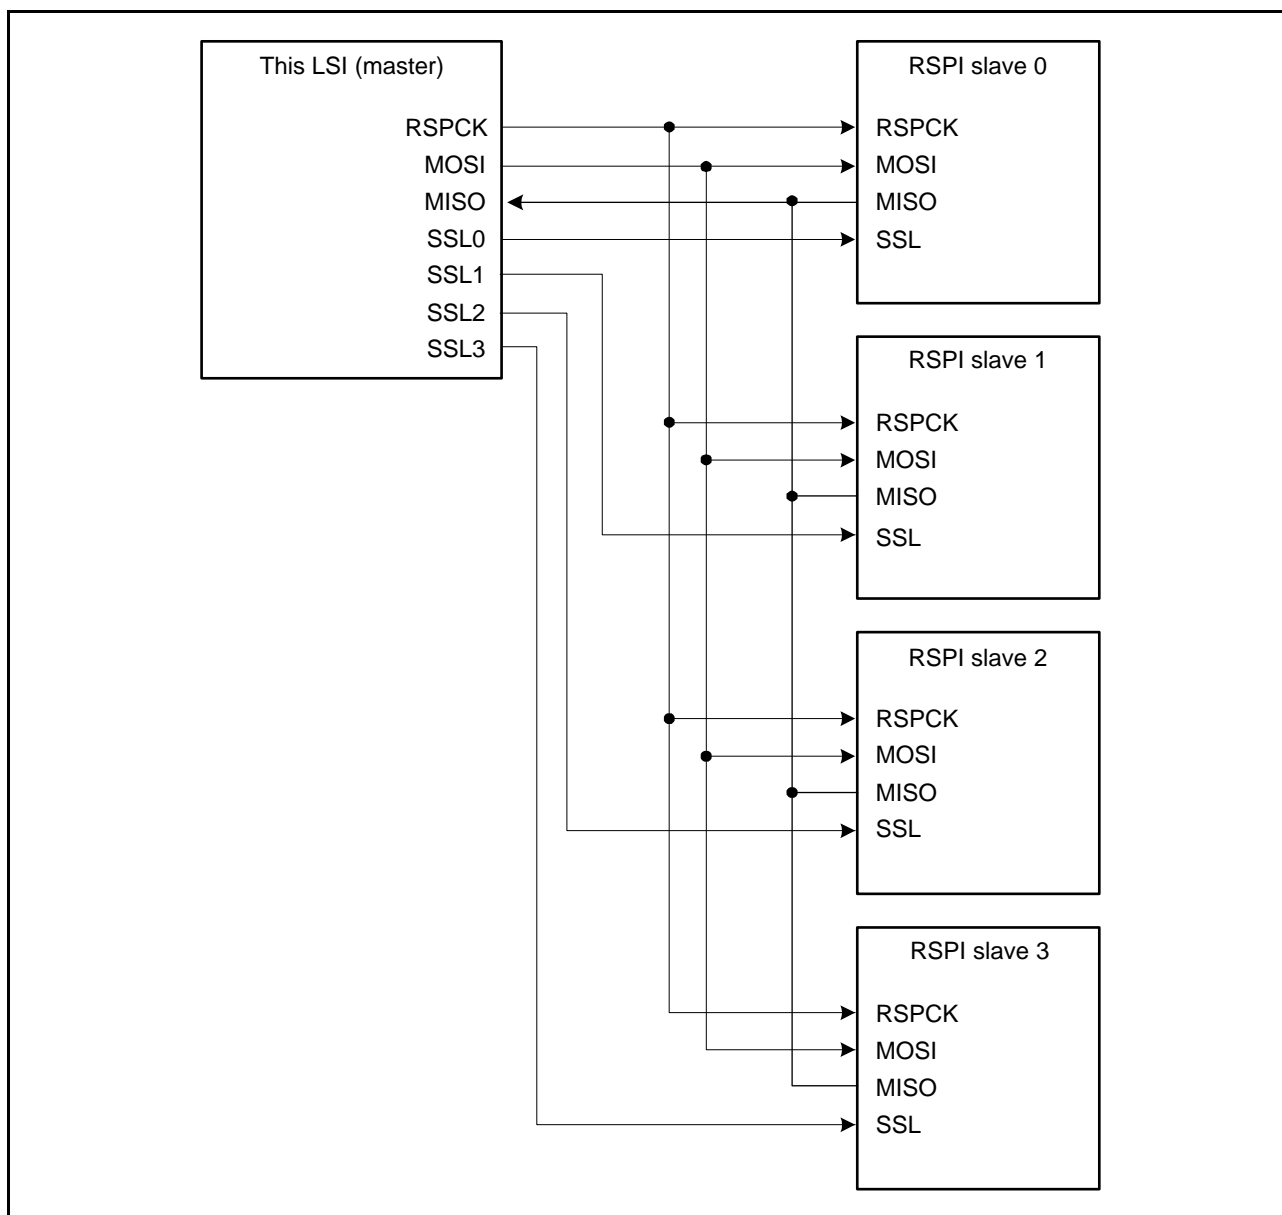 This LSI (master)
RSPCK
MOSI
MISO
SSL0
SSL1
SSL2
SSL3
RSPI slave 0
RSPCK
MOSI
MISO
SSL
RSPI slave 1
RSPCK
MOSI
MISO
SSL
RSPI slave 2
RSPCK
MOSI
MISO
SSL
RSPI slave 3
RSPCK
MOSI
MISO
SSL